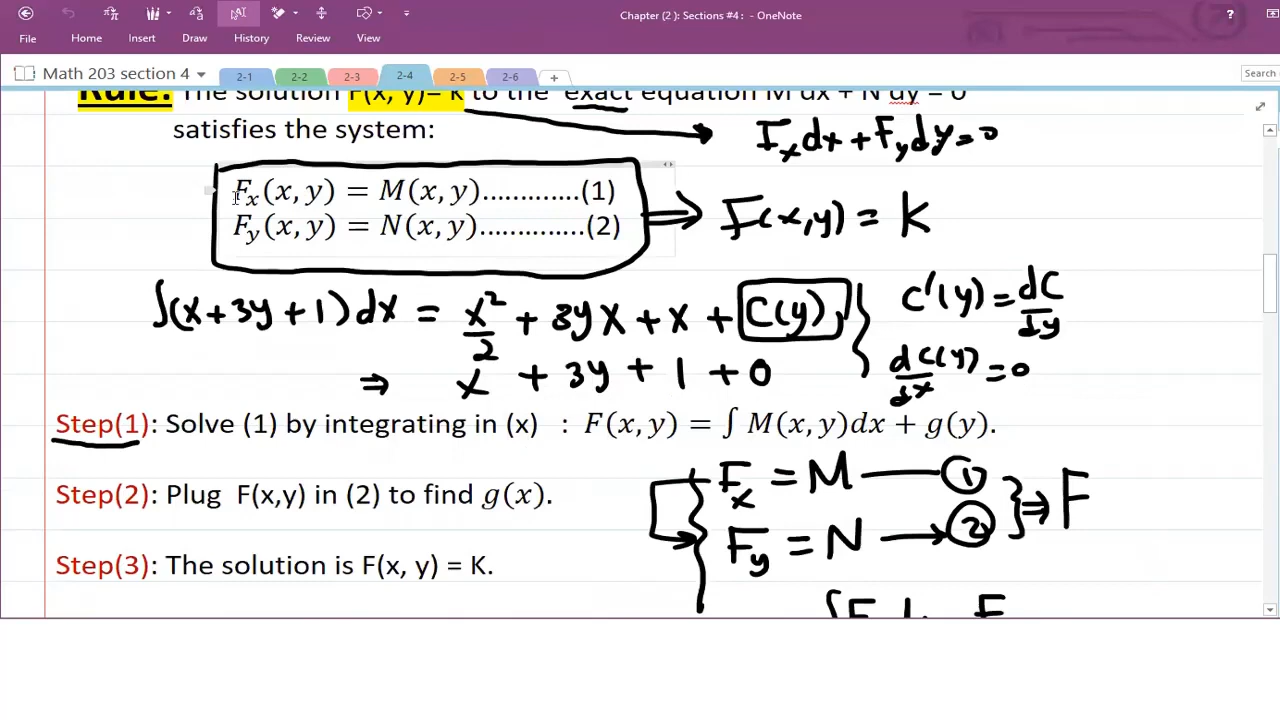 Chapter (2 ): Sections #4: - OneNote
File Home Insert Draw History Review View
Math 203 section 4 2-1 2-2 2-3 2-4 2-5 2-6 + Search
Rule: The solution F(x, y)= k to the exact equation M dx + N dy = 0
satisfies the system:
F_x dx + F_y dy = 0
F_x(x, y) = M(x, y).............(1)
F_y(x, y) = N(x, y)..............(2)
⇒ F(x,y) = K
∫(x+3y+1)dx = x²/2 + 3yx + x + C(y)
C'(y) = dC/dy
⇒ x + 3y + 1 + 0
dC(y)/dx = 0
Step(1): Solve (1) by integrating in (x) : F(x, y) = ∫ M(x, y)dx + g(y).
F_x = M — ①
Step(2): Plug F(x,y) in (2) to find g(x).
F_y = N → ② } ⇒ F
Step(3): The solution is F(x, y) = K.